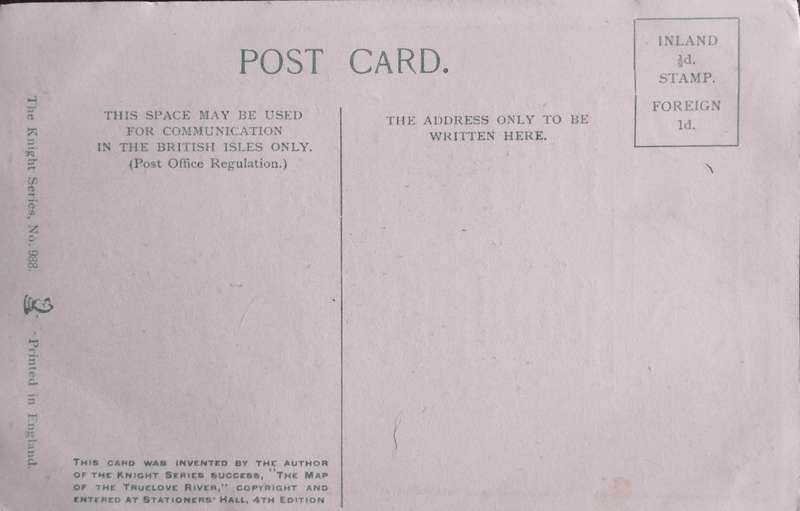 POST CARD.
INLAND
½d.
STAMP.
FOREIGN
1d.
THIS SPACE MAY BE USED
FOR COMMUNICATION
IN THE BRITISH ISLES ONLY.
(Post Office Regulation.)
THE ADDRESS ONLY TO BE
WRITTEN HERE.
The Knight Series, No. 988. Printed in England.
THIS CARD WAS INVENTED BY THE AUTHOR
OF THE KNIGHT SERIES SUCCESS, "THE MAP
OF THE TRUELOVE RIVER," COPYRIGHT AND
ENTERED AT STATIONERS' HALL, 4TH EDITION